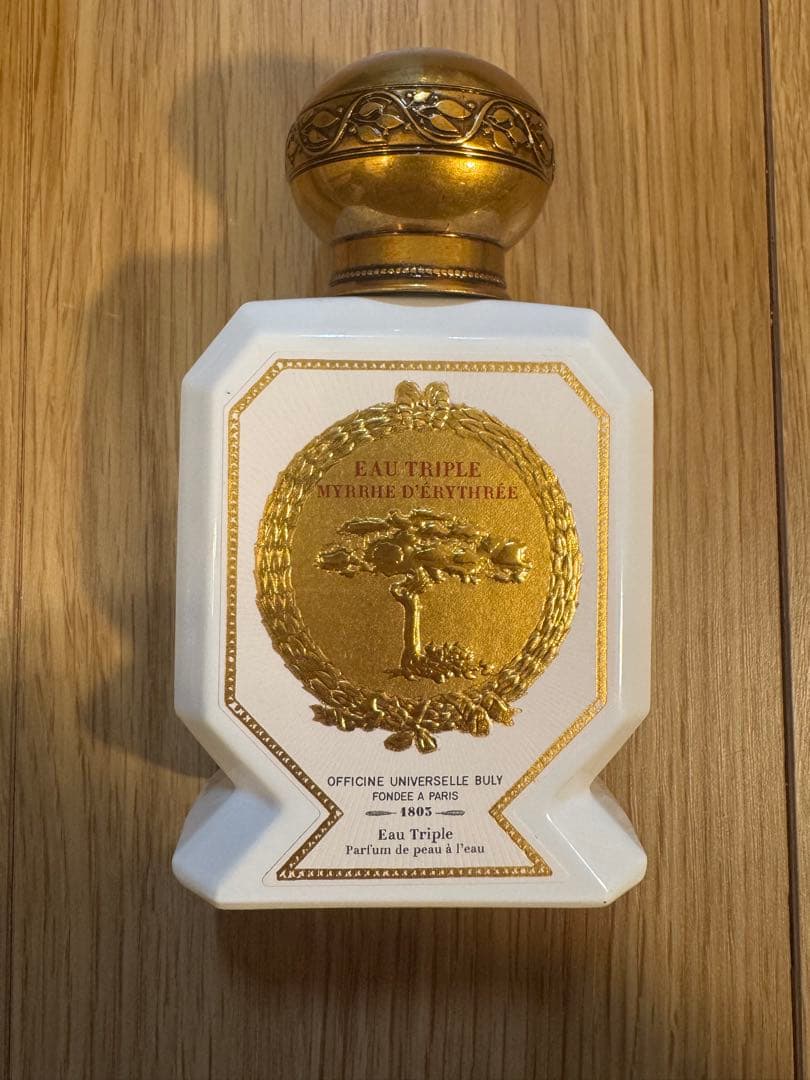 EAU TRIPLE
MYRRHE D'ÉRYTHRÉE
OFFICINE UNIVERSELLE BULY
FONDEE A PARIS
1803
Eau Triple
Parfum de peau à l'eau